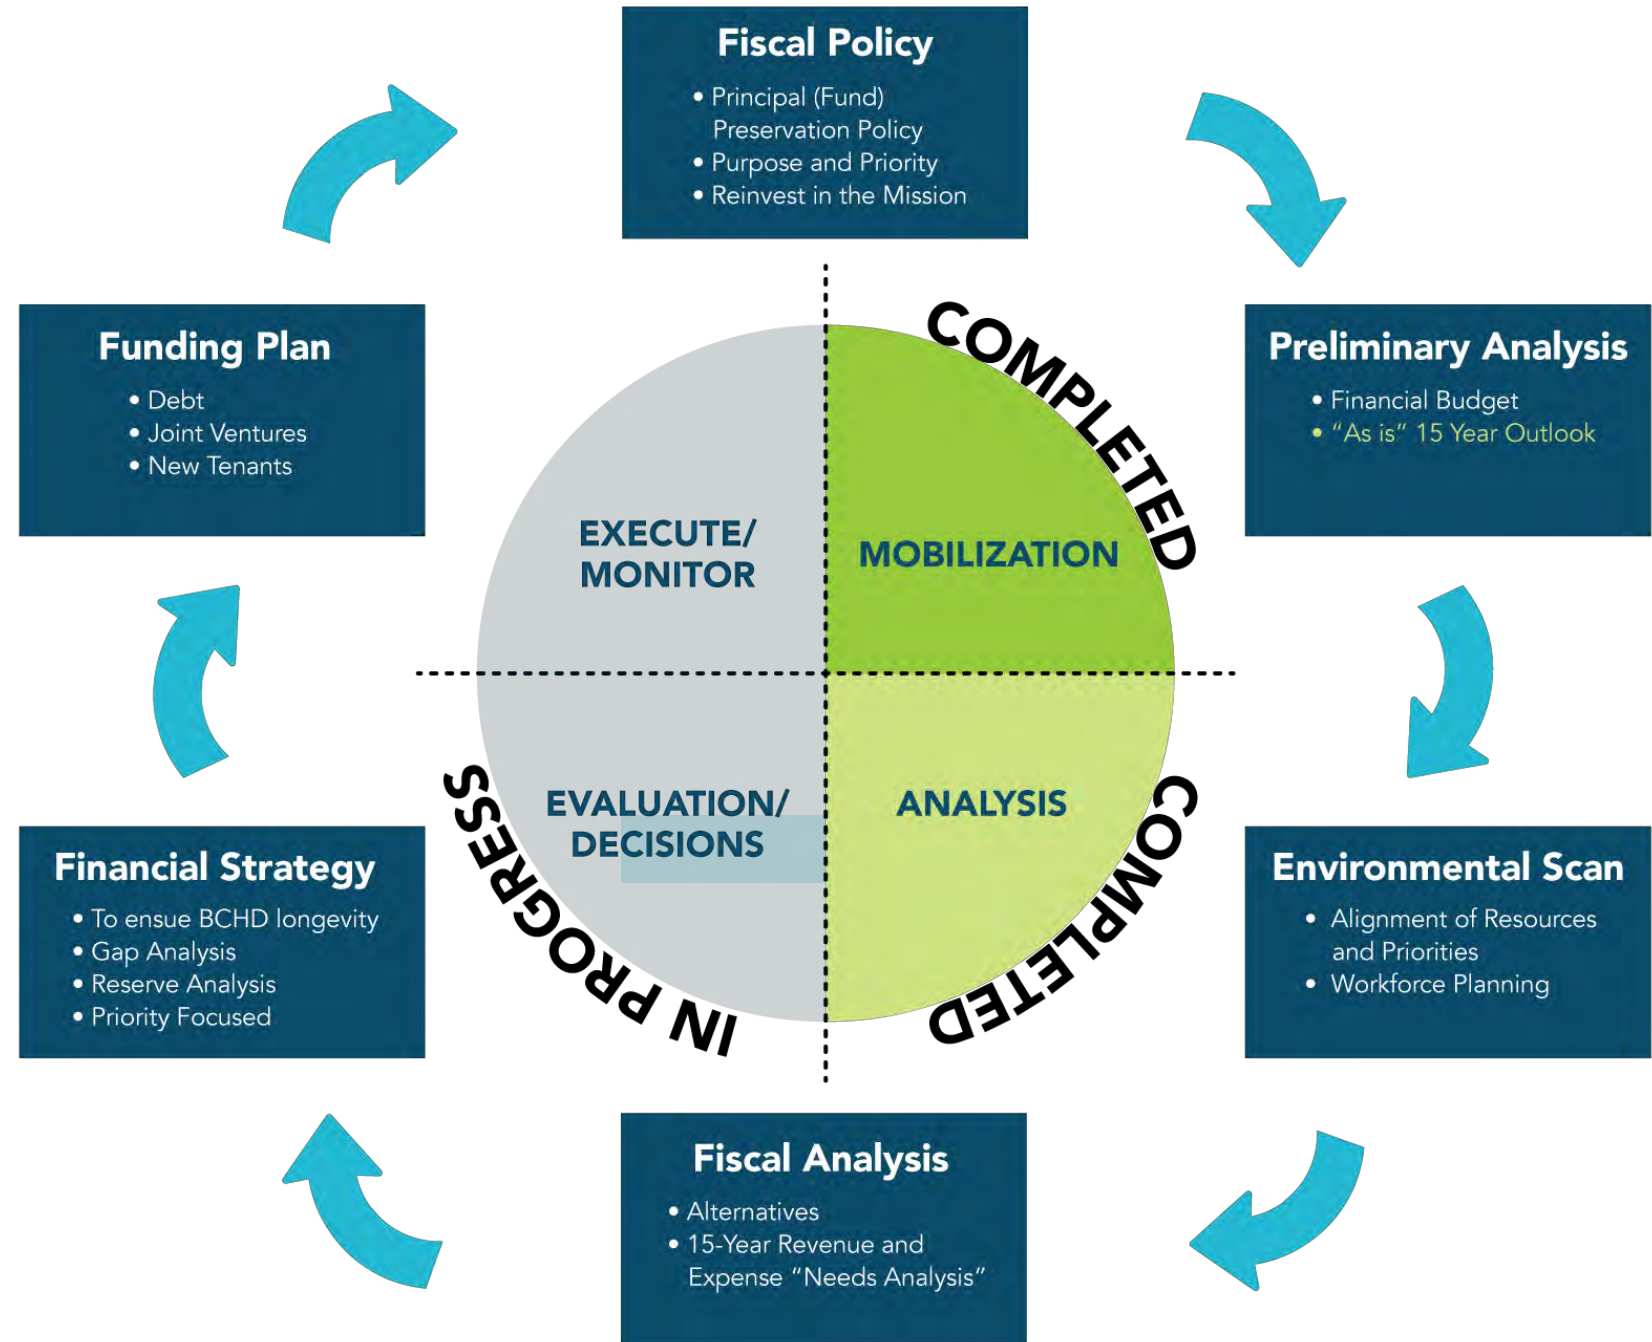 Fiscal Policy
• Principal (Fund)
Preservation Policy
• Purpose and Priority
• Reinvest in the Mission
Preliminary Analysis
• Financial Budget
• “As is” 15 Year Outlook
Environmental Scan
• Alignment of Resources
and Priorities
• Workforce Planning
Fiscal Analysis
• Alternatives
• 15-Year Revenue and
Expense “Needs Analysis”
Financial Strategy
• To ensue BCHD longevity
• Gap Analysis
• Reserve Analysis
• Priority Focused
Funding Plan
• Debt
• Joint Ventures
• New Tenants
COMPLETED
MOBILIZATION
COMPLETED
ANALYSIS
IN PROGRESS
EVALUATION/
DECISIONS
EXECUTE/
MONITOR